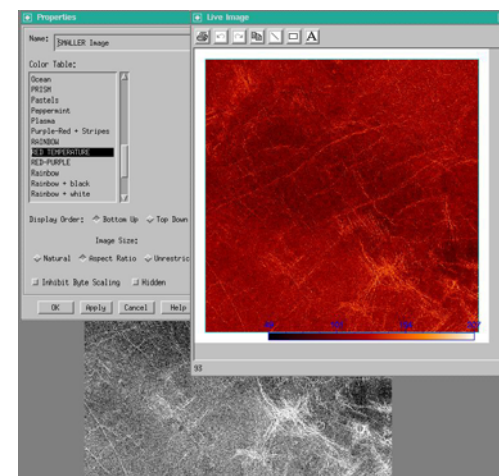 Properties
Name: SMALLER Image
Color Table:
Ocean
PRISM
Pastels
Peppermint
Plasma
Purple-Red + Stripes
RAINBOW
RED TEMPERATURE
RED-PURPLE
Rainbow
Rainbow + black
Rainbow + white
Display Order: Bottom Up Top Down
Image Size:
Natural Aspect Ratio Unrestric
Inhibit Byte Scaling Hidden
OK Apply Cancel Help
Live Image
A
93